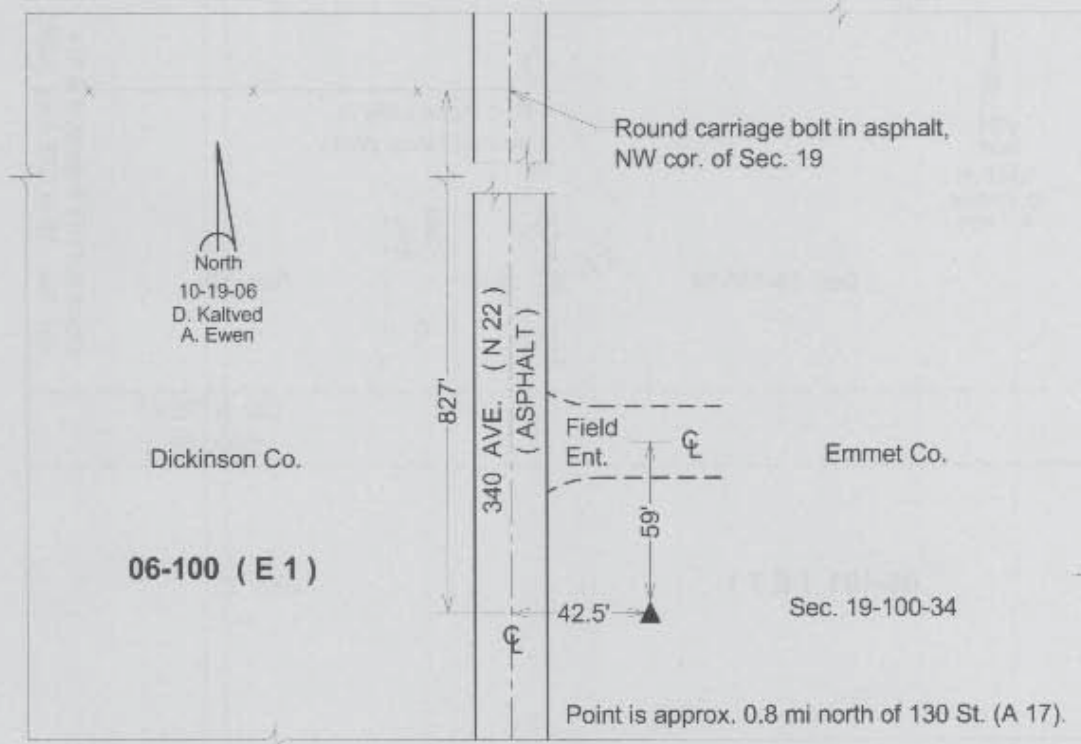 Round carriage bolt in asphalt,
NW cor. of Sec. 19
North
10-19-06
D. Kaltved
A. Ewen
827'
340 AVE. ( N 22 )
( ASPHALT )
Field
Ent.
℄
Dickinson Co.
Emmet Co.
59'
06-100 ( E 1 )
42.5'
Sec. 19-100-34
℄
Point is approx. 0.8 mi north of 130 St. (A 17).